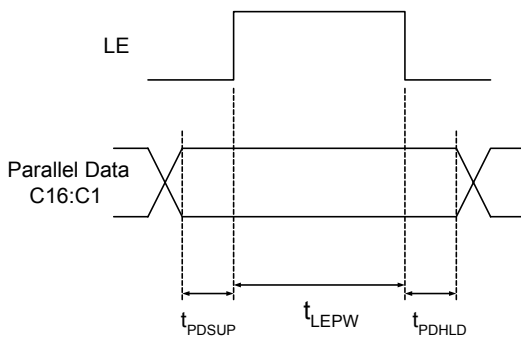 LE
Parallel Data
C16:C1
tPDSUP
tLEPW
tPDHLD